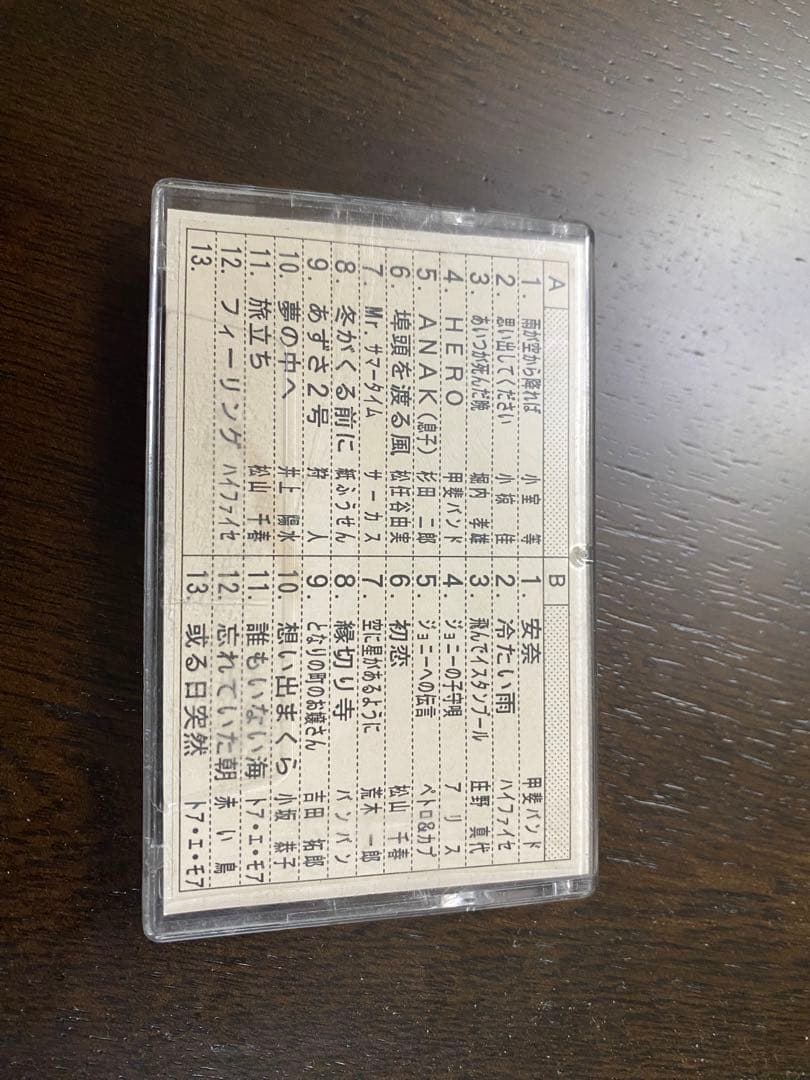 A
1. 雨が空から降れば 小室 等
2. 思い出してください 小椋 佳
3. あいつが死んだ晩 堀内 孝雄
4 HERO 甲斐バンド
5 ANAK(息子) 杉田 二郎
6. 埠頭を渡る風 松任谷由実
7 Mr サマータイム サーカス
8 冬がくる前に 紙ふうせん
9. あずさ2号 狩人
10 夢の中へ 井上 陽水
11. 旅立ち 松山 千春
12. フィーリング ハイファイセ
13.
B
1. 安奈 甲斐バンド
2. 冷たい雨 ハイファイセ
3. 飛んでイスタンブール 庄野 真代
4. ジョニーの子守唄 アリス
5. ジョニーへの伝言 ペトロ&カプ
6 初恋 松山 千春
7. 空に星があるように 荒木 一郎
8. 縁切り寺 バンバン
9 となりの町のお嬢さん 吉田 拓郎
10 想い出まくら 小坂 恭子
11 誰もいない海 トア・エ・モア
12. 忘れていた朝 赤い鳥
13. 或る日突然 トア・エ・モア